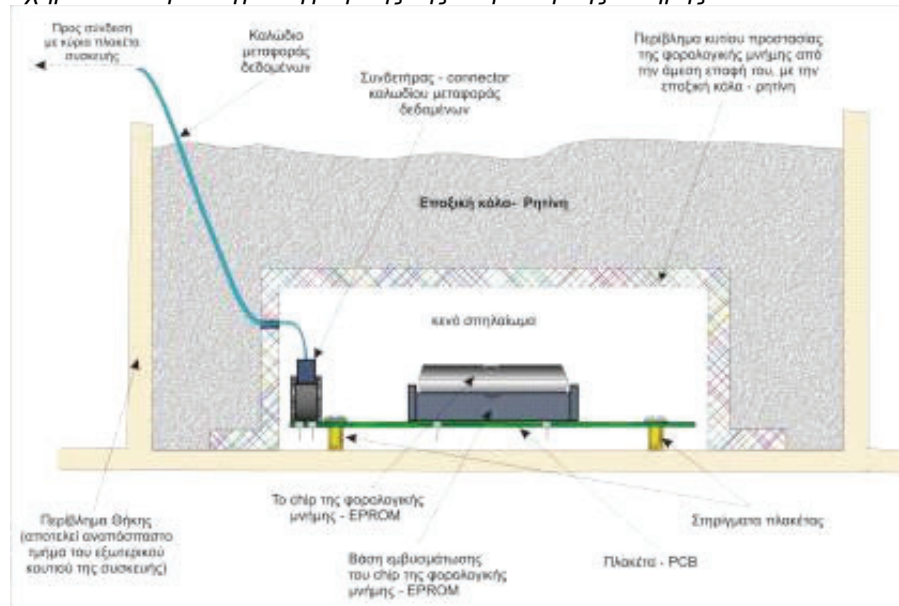 Προς σύνδεση
με κύρια πλακέτα
συσκευής
Καλώδιο
μεταφοράς
δεδομένων
Συνδετήρας - connector
καλωδίου μεταφοράς
δεδομένων
Περίβλημα κυτίου προστασίας
της φορολογικής μνήμης από
την άμεση επαφή του, με την
εποξική κόλα - ρητίνη
Εποξική κόλα- Ρητίνη
κενό σπηλαίωμα
Περίβλημα Θήκης
(αποτελεί αναπόσπαστο
τμήμα του εξωτερικού
κουτιού της συσκευής)
Το chip της φορολογικής
μνήμης - EPROM
Βάση εμβυσμάτωσης
του chip της φορολογικής
μνήμης - EPROM
Πλακέτα - PCB
Στηρίγματα πλακέτας